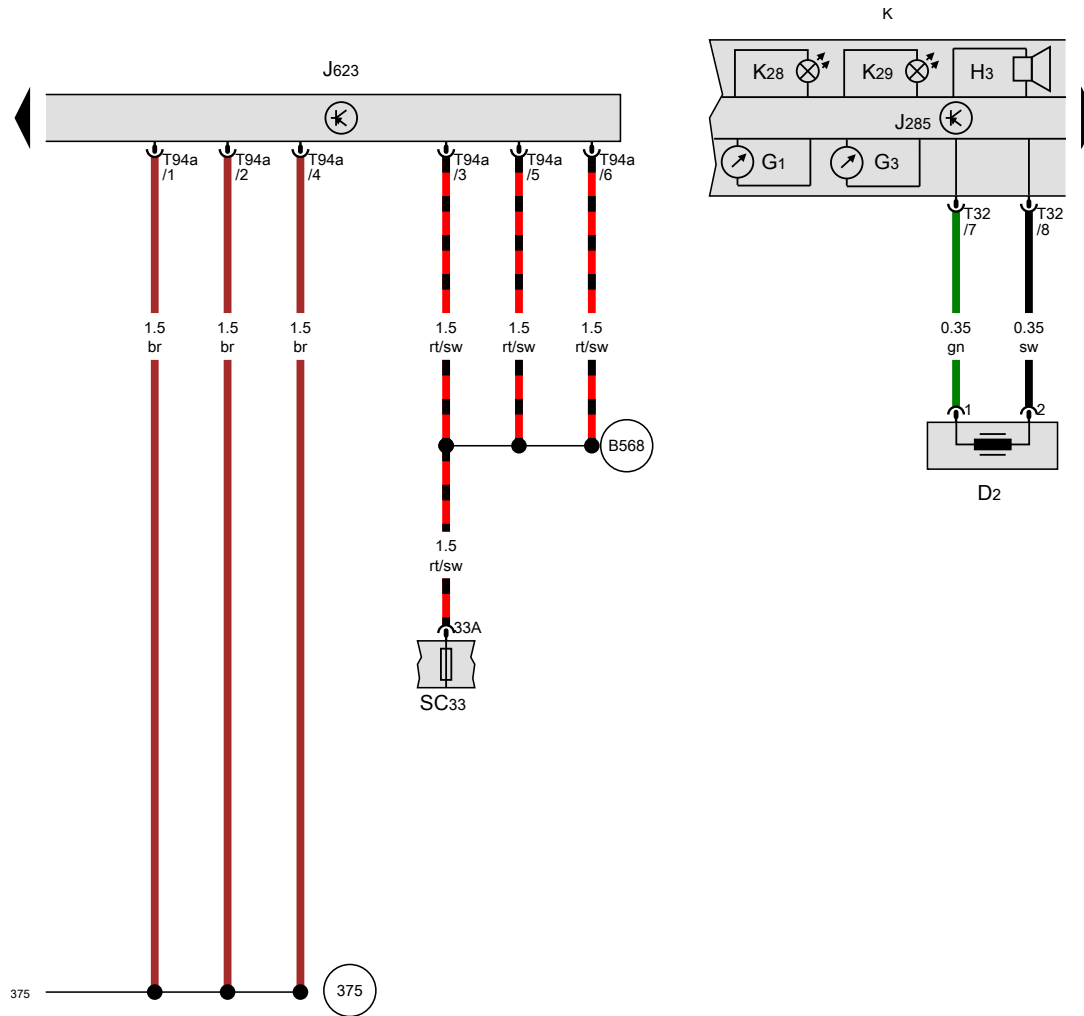 K
J623
K28
K29
H3
J285
G1
G3
T94a
/1
T94a
/2
T94a
/4
T94a
/3
T94a
/5
T94a
/6
T32
/7
T32
/8
1.5
br
1.5
br
1.5
br
1.5
rt/sw
1.5
rt/sw
1.5
rt/sw
0.35
gn
0.35
sw
1
2
B568
D2
1.5
rt/sw
33A
SC33
375
375